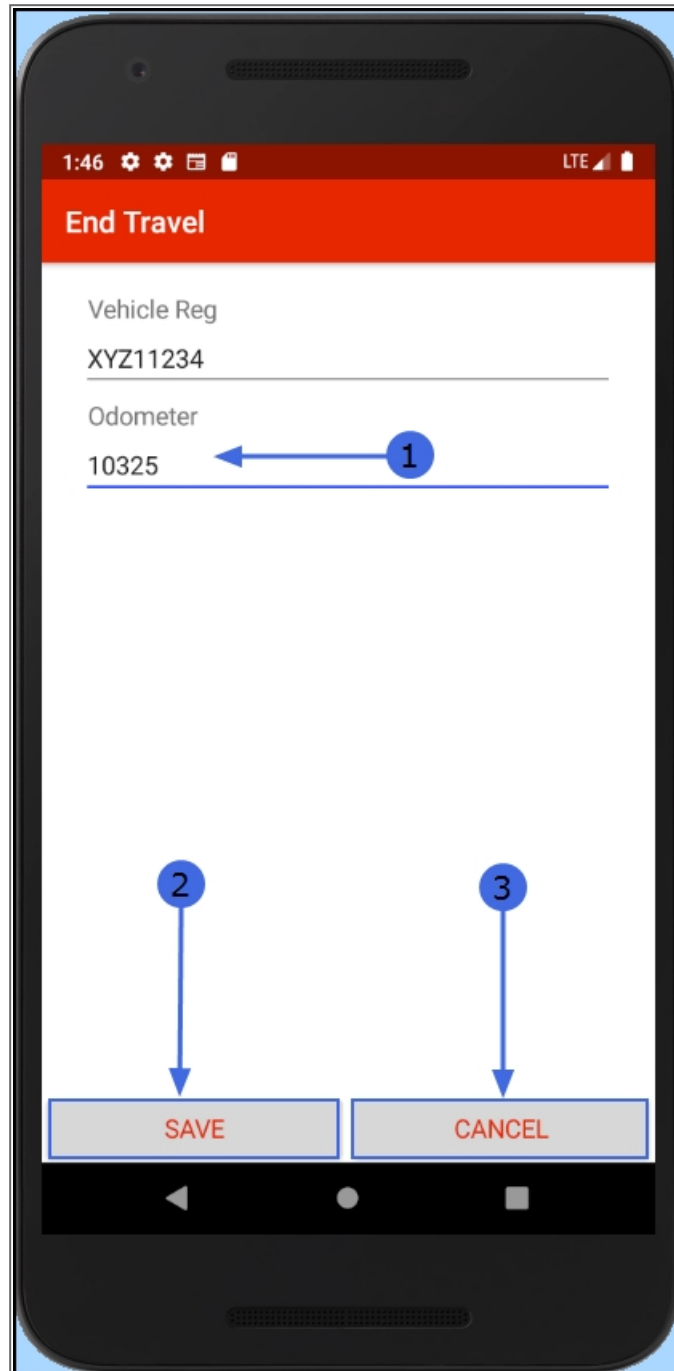 1:46 LTE
End Travel
Vehicle Reg
XYZ11234
Odometer
10325 1
2 3
SAVE CANCEL